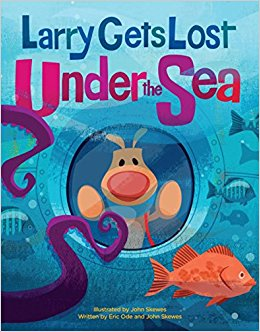 Larry Gets Lost
Under the Sea
Illustrated by John Skewes
Written by Eric Ode and John Skewes